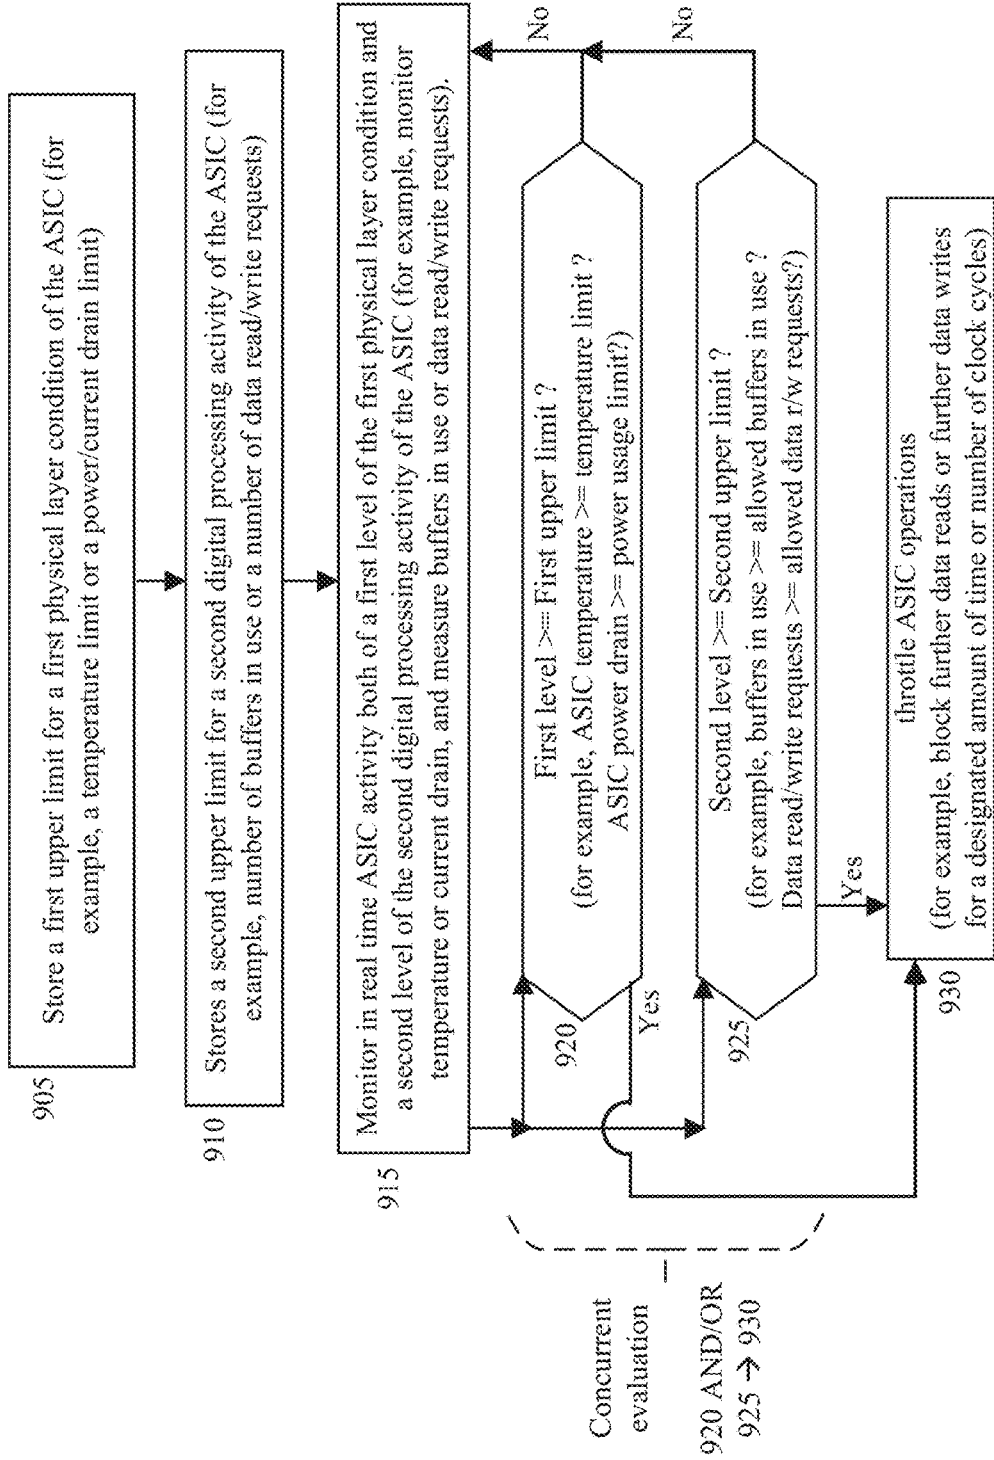 905
Store a first upper limit for a first physical layer condition of the ASIC (for
example, a temperature limit or a power/current drain limit)
910
Stores a second upper limit for a second digital processing activity of the ASIC (for
example, number of buffers in use or a number of data read/write requests)
915
Monitor in real time ASIC activity both of a first level of the first physical layer condition and
a second level of the second digital processing activity of the ASIC (for example, monitor
temperature or current drain, and measure buffers in use or data read/write requests).
Concurrent
evaluation
920 AND/OR
925 → 930
920
First level >= First upper limit ?
(for example, ASIC temperature >= temperature limit ?
ASIC power drain >= power usage limit?)
No
Yes
925
Second level >= Second upper limit ?
(for example, buffers in use >= allowed buffers in use ?
Data read/write requests >= allowed data r/w requests?)
No
Yes
930
throttle ASIC operations
(for example, block further data reads or further data writes
for a designated amount of time or number of clock cycles)